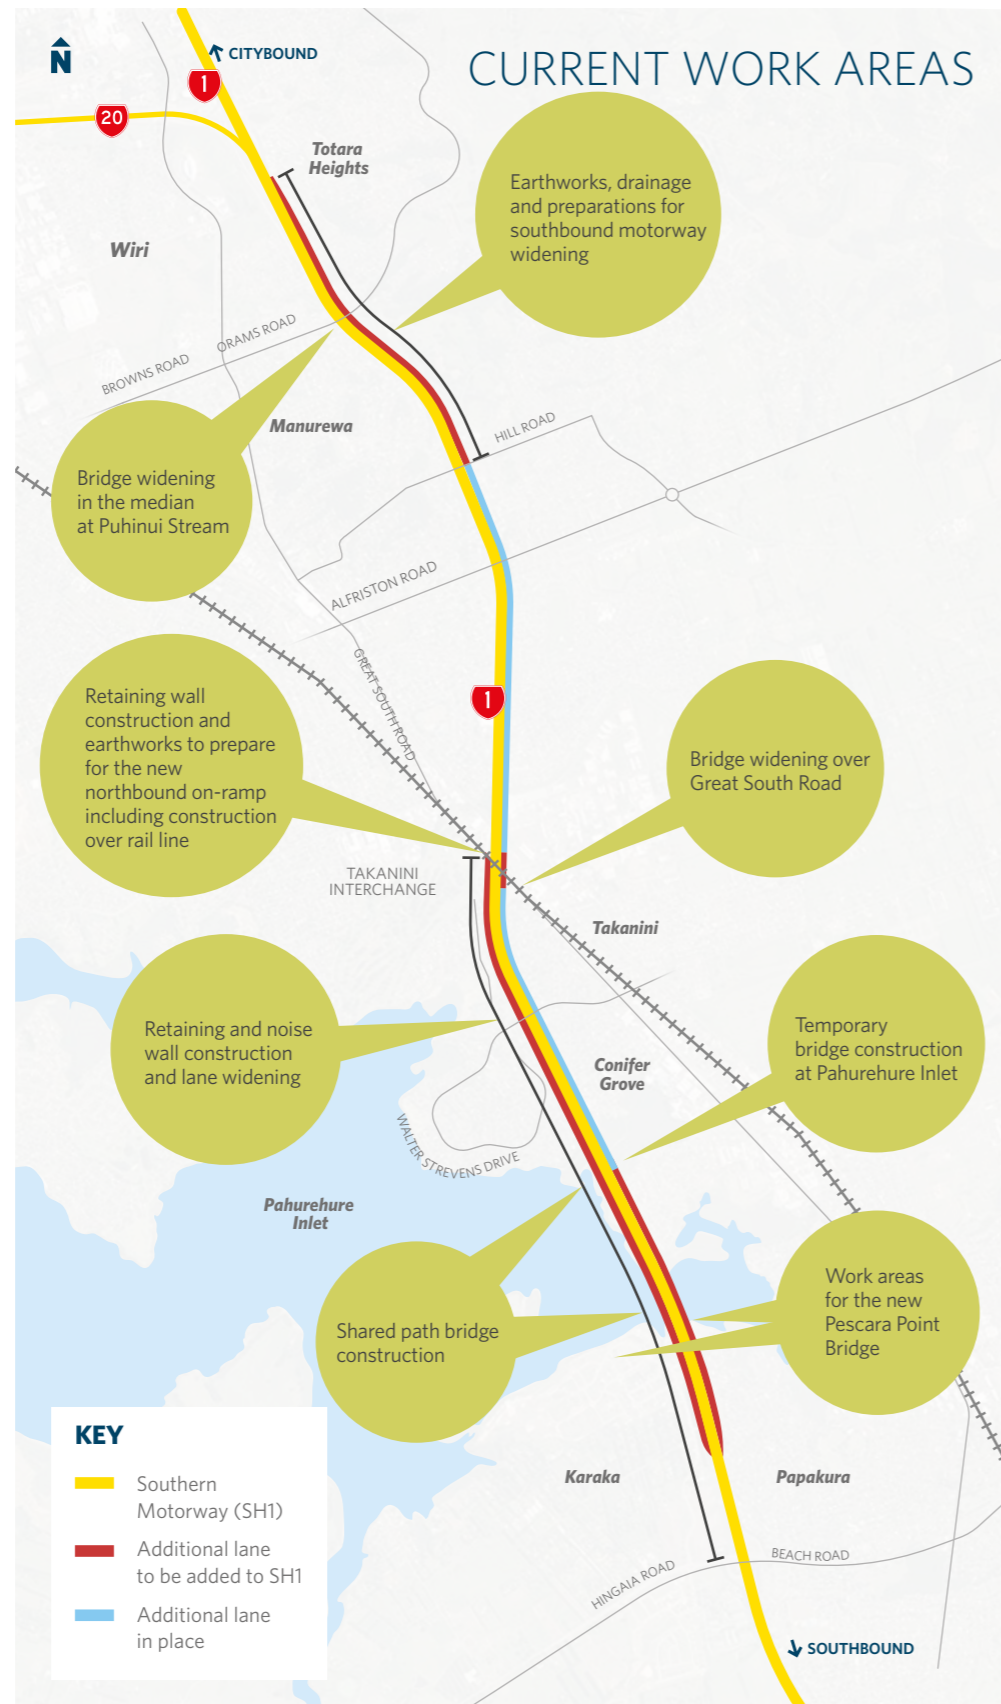 N
CITYBOUND
CURRENT WORK AREAS
1
20
Totara
Heights
Earthworks, drainage
and preparations for
southbound motorway
widening
Wiri
ORAMS ROAD
BROWNS ROAD
Manurewa
HILL ROAD
Bridge widening
in the median
at Puhinui Stream
ALFRISTON ROAD
GREAT SOUTH ROAD
1
Retaining wall
construction and
earthworks to prepare
for the new
northbound on-ramp
including construction
over rail line
Bridge widening over
Great South Road
TAKANINI
INTERCHANGE
Takanini
Retaining and noise
wall construction
and lane widening
Temporary
bridge construction
at Pahurehure Inlet
Conifer
Grove
WALTER STREVENS DRIVE
Pahurehure
Inlet
Shared path bridge
construction
Work areas
for the new
Pescara Point
Bridge
KEY
Southern
Motorway (SH1)
Additional lane
to be added to SH1
Additional lane
in place
Karaka
Papakura
HINGAIA ROAD
BEACH ROAD
SOUTHBOUND